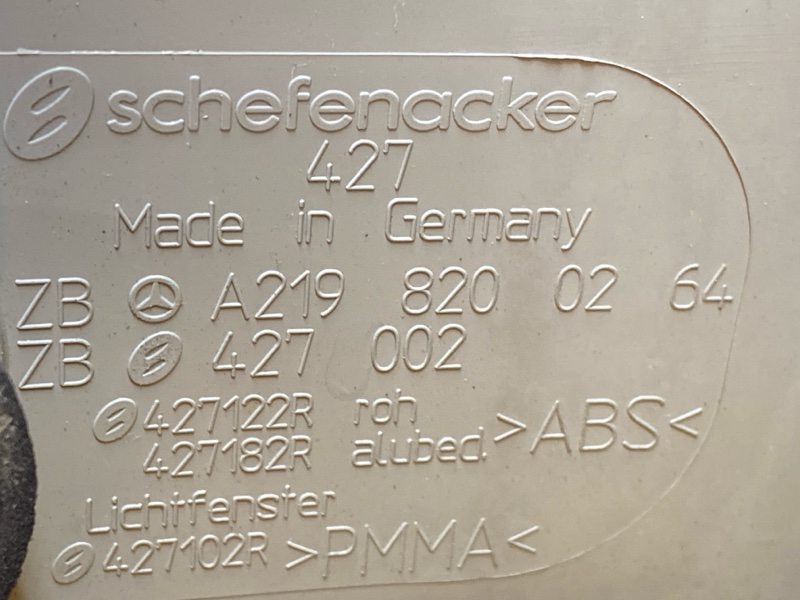 schefenacker
427
Made in Germany
ZB A219 820 02 64
ZB 427 002
427122R roh >ABS<
427182R alubed.
Lichtfenster
427102R >PMMA<